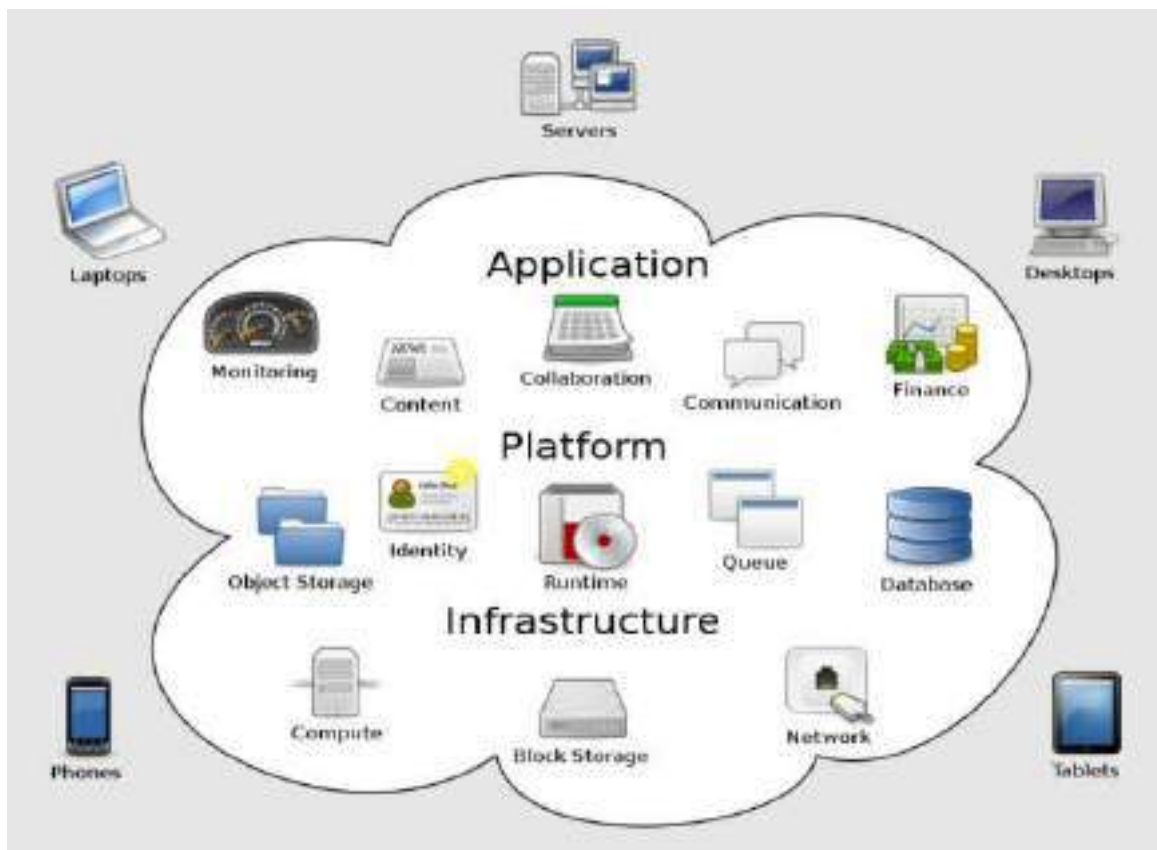 Servers
Laptops
Desktops
Application
Monitoring
Content
Collaboration
Communication
Finance
Platform
Object Storage
Identity
Runtime
Queue
Database
Infrastructure
Compute
Block Storage
Network
Phones
Tablets